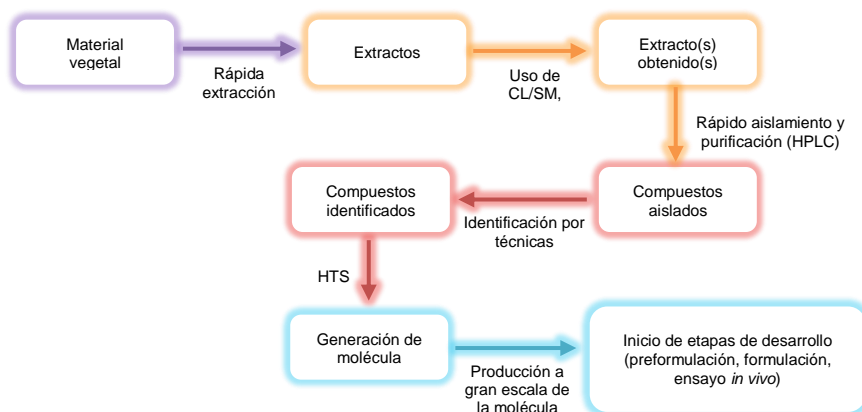 Material
vegetal
Rápida
extracción
Extractos
Uso de
CL/SM,
Extracto(s)
obtenido(s)
Rápido aislamiento y
purificación (HPLC)
Compuestos
aislados
Identificación por
técnicas
Compuestos
identificados
HTS
Generación de
molécula
Producción a
gran escala de
la molécula
Inicio de etapas de desarrollo
(preformulación, formulación,
ensayo in vivo)